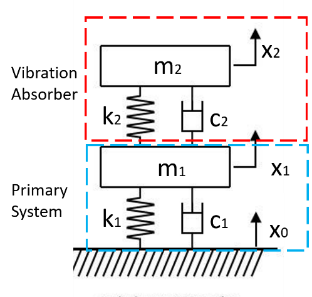 x₂
m₂
Vibration
Absorber
k₂
c₂
m₁
x₁
Primary
System
k₁
c₁
x₀